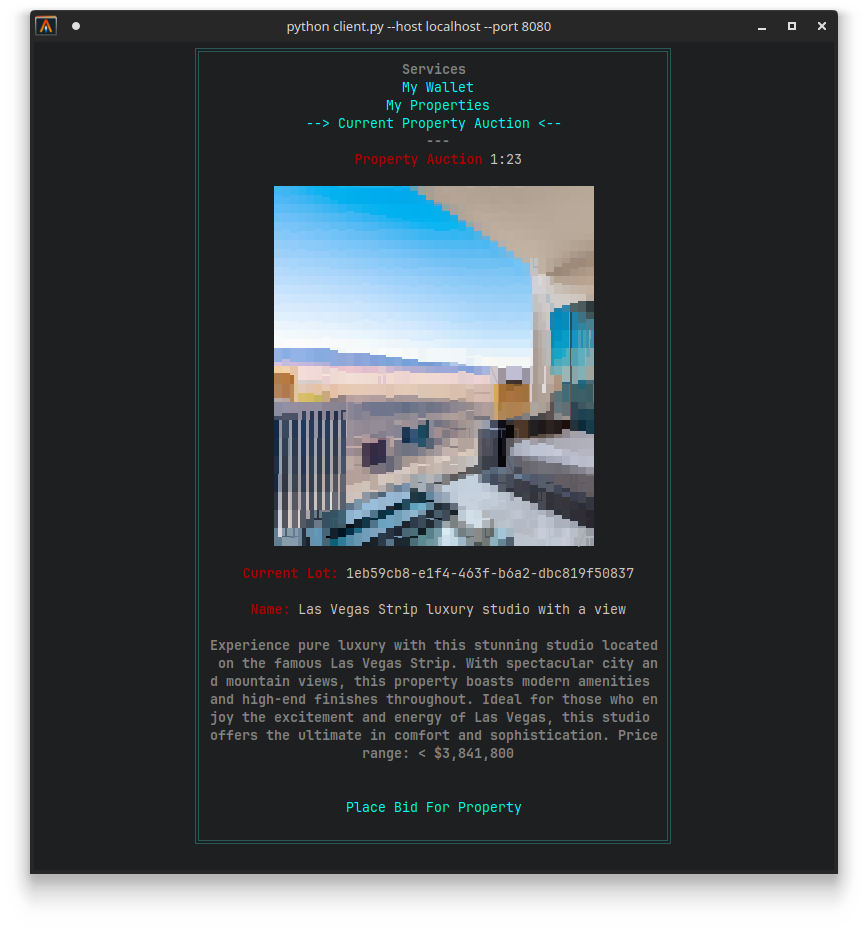 python client.py --host localhost --port 8080
Services
My Wallet
My Properties
--> Current Property Auction <--
---
Property Auction 1:23
Current Lot: 1eb59cb8-e1f4-463f-b6a2-dbc819f50837
Name: Las Vegas Strip luxury studio with a view
Experience pure luxury with this stunning studio located
on the famous Las Vegas Strip. With spectacular city an
d mountain views, this property boasts modern amenities
and high-end finishes throughout. Ideal for those who en
joy the excitement and energy of Las Vegas, this studio
offers the ultimate in comfort and sophistication. Price
range: < $3,841,800
Place Bid For Property